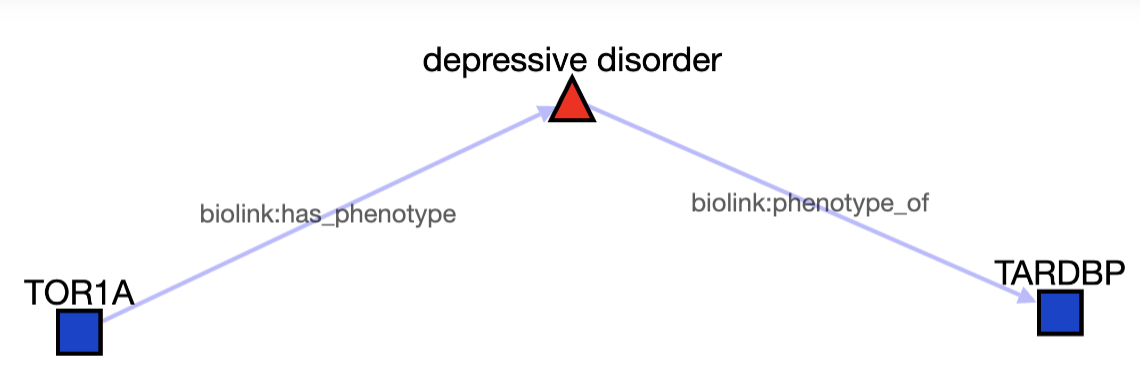 depressive disorder
biolink:has_phenotype
biolink:phenotype_of
TOR1A
TARDBP